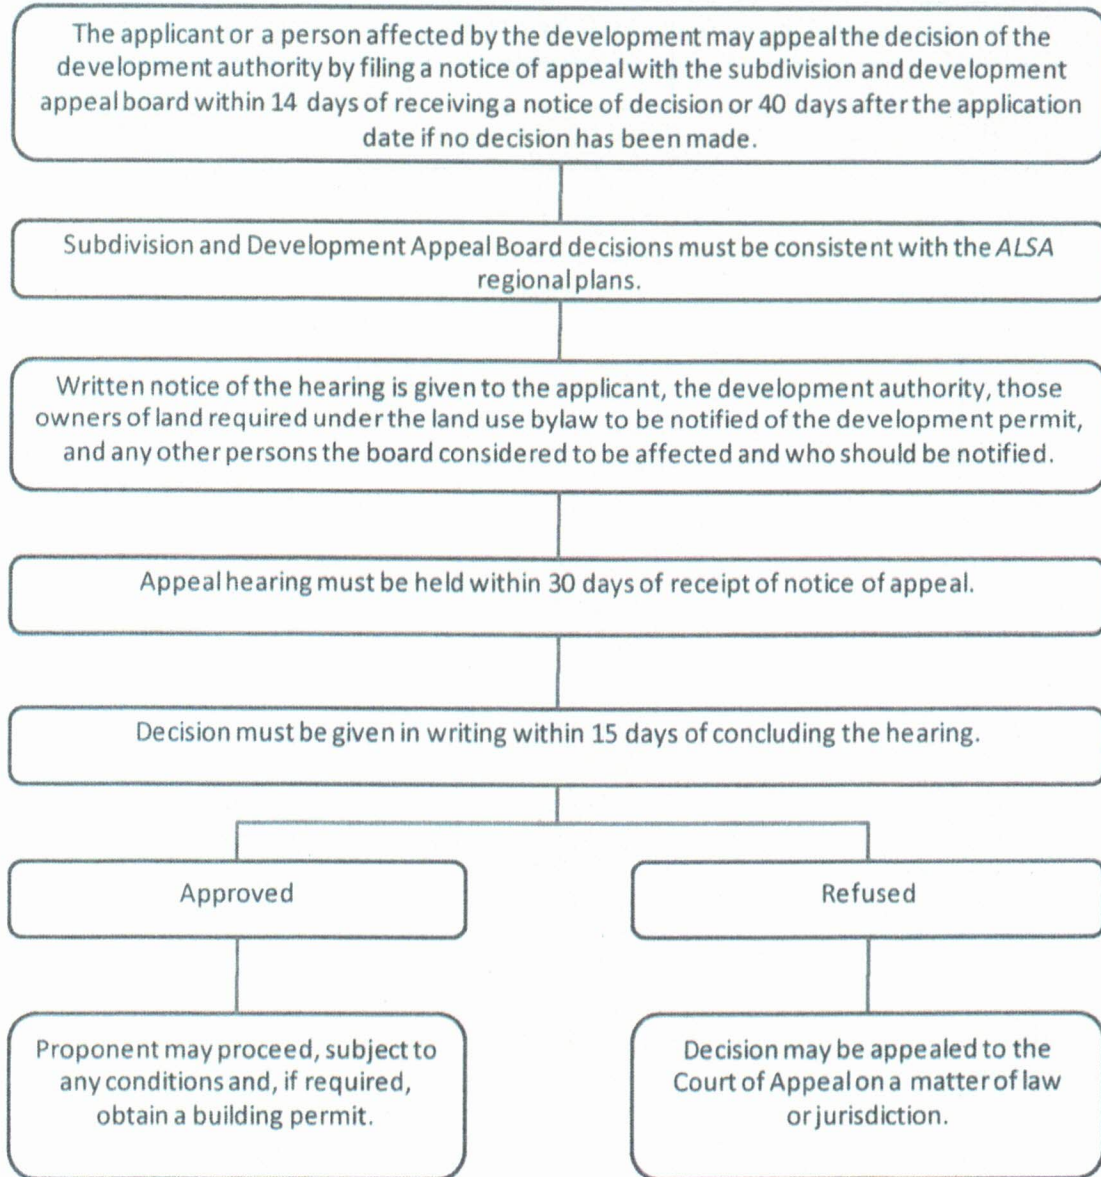 The applicant or a person affected by the development may appeal the decision of the
development authority by filing a notice of appeal with the subdivision and development
appeal board within 14 days of receiving a notice of decision or 40 days after the application
date if no decision has been made.
Subdivision and Development Appeal Board decisions must be consistent with the ALSA
regional plans.
Written notice of the hearing is given to the applicant, the development authority, those
owners of land required under the land use bylaw to be notified of the development permit,
and any other persons the board considered to be affected and who should be notified.
Appeal hearing must be held within 30 days of receipt of notice of appeal.
Decision must be given in writing within 15 days of concluding the hearing.
Approved
Refused
Proponent may proceed, subject to
any conditions and, if required,
obtain a building permit.
Decision may be appealed to the
Court of Appeal on a matter of law
or jurisdiction.